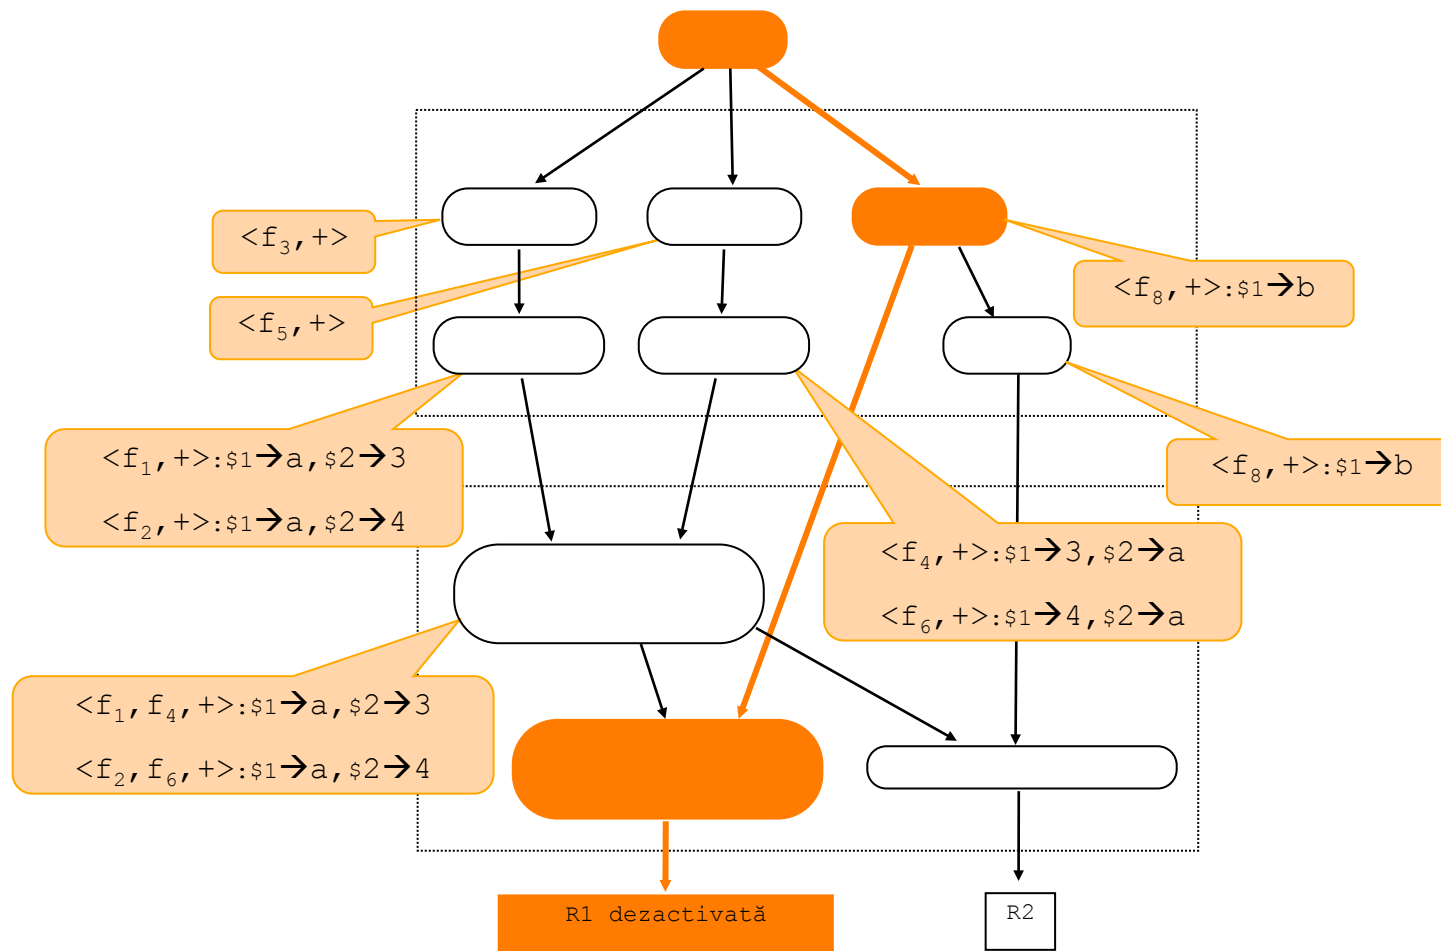 <f₃,+>
<f₈,+>:$1→b
<f₅,+>
<f₁,+>:$1→a,$2→3
<f₂,+>:$1→a,$2→4
<f₈,+>:$1→b
<f₄,+>:$1→3,$2→a
<f₆,+>:$1→4,$2→a
<f₁,f₄,+>:$1→a,$2→3
<f₂,f₆,+>:$1→a,$2→4
R1 dezactivată
R2